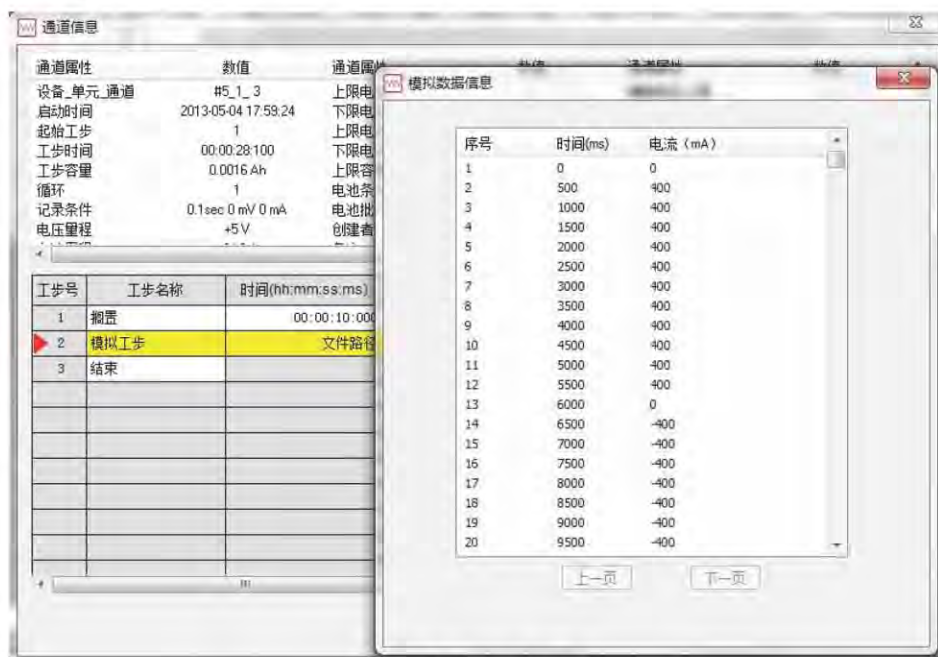 通道信息
通道属性 数值
设备_单元_通道 #5_1_3 上限电
启动时间 2013-05-04 17:59:24 下限电
起始工步 1 上限电
工步时间 00:00:28:100 下限电
工步容量 0.0016 Ah 上限容
循环 1 电池条
记录条件 0.1sec 0 mV 0 mA 电池批
电压量程 +5 V 创建者
工步号 工步名称 时间(hh:mm:ss:ms)
1 搁置 00:00:10:000
2 模拟工步 文件路径
3 结束
模拟数据信息
序号 时间(ms) 电流（mA）
1 0 0
2 500 400
3 1000 400
4 1500 400
5 2000 400
6 2500 400
7 3000 400
8 3500 400
9 4000 400
10 4500 400
11 5000 400
12 5500 400
13 6000 0
14 6500 -400
15 7000 -400
16 7500 -400
17 8000 -400
18 8500 -400
19 9000 -400
20 9500 -400
上一页 下一页